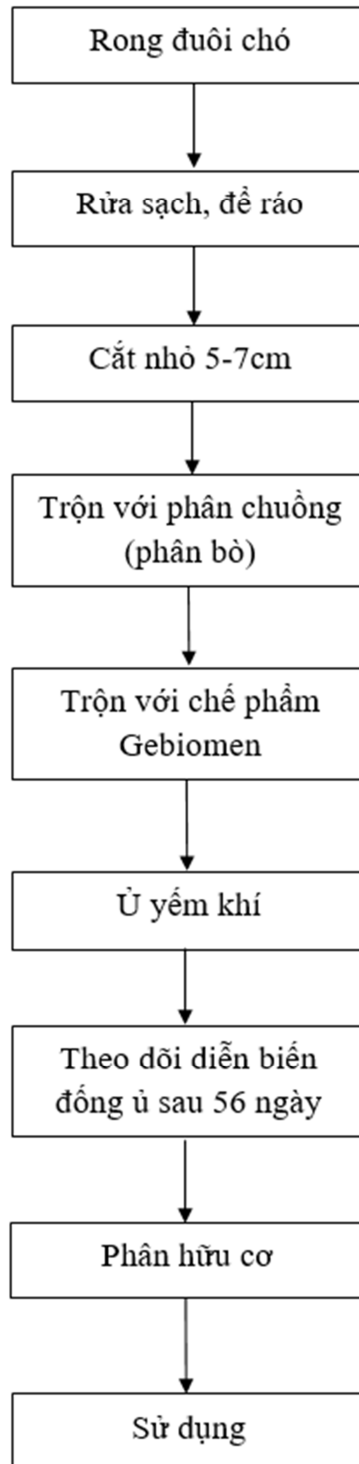 Rong đuôi chó
Rửa sạch, để ráo
Cắt nhỏ 5-7cm
Trộn với phân chuồng
(phân bò)
Trộn với chế phẩm
Gebiomen
Ủ yếm khí
Theo dõi diễn biến
đống ủ sau 56 ngày
Phân hữu cơ
Sử dụng